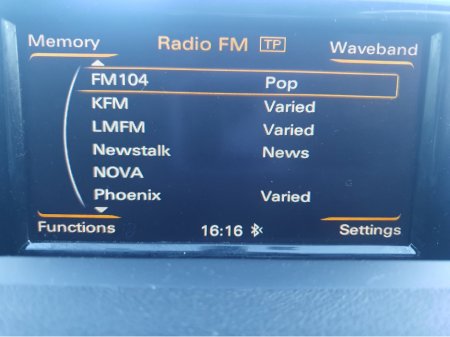 Memory Radio FM TP Waveband
FM104 Pop
KFM Varied
LMFM Varied
Newstalk News
NOVA
Phoenix Varied
Functions 16:16 Settings